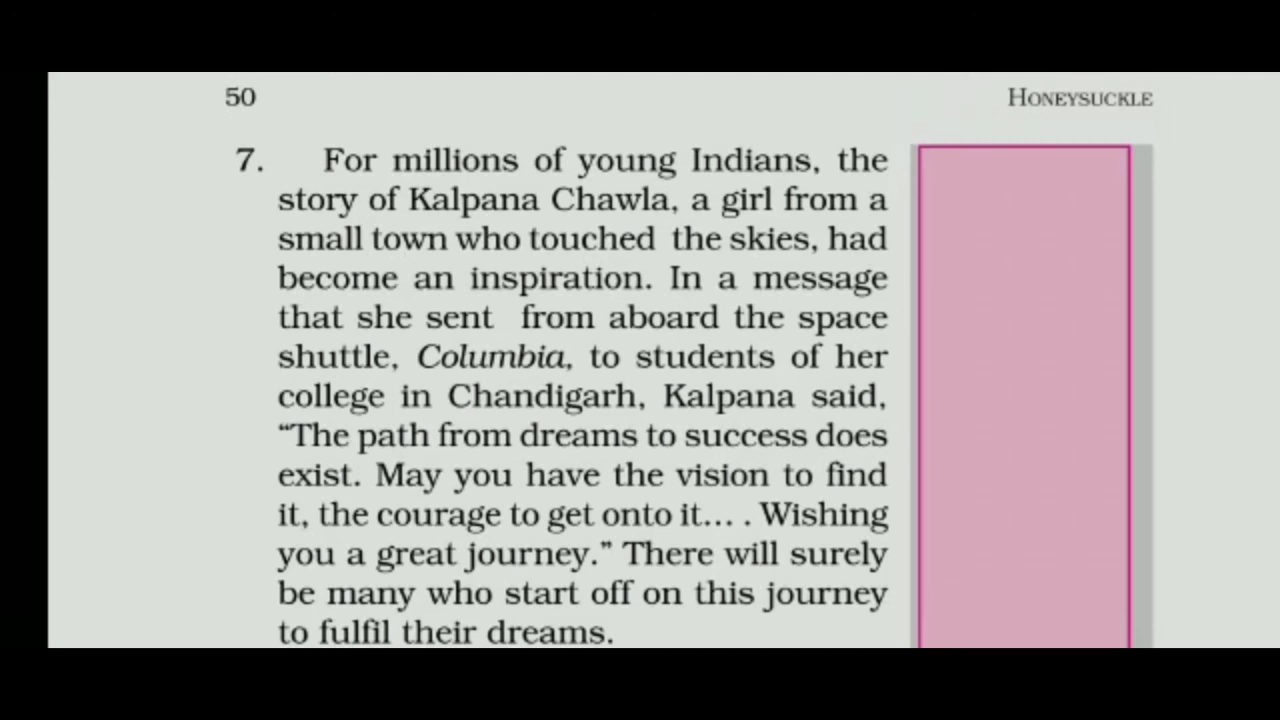 50
HONEYSUCKLE
7. For millions of young Indians, the
story of Kalpana Chawla, a girl from a
small town who touched the skies, had
become an inspiration. In a message
that she sent from aboard the space
shuttle, Columbia, to students of her
college in Chandigarh, Kalpana said,
“The path from dreams to success does
exist. May you have the vision to find
it, the courage to get onto it... . Wishing
you a great journey.” There will surely
be many who start off on this journey
to fulfil their dreams.